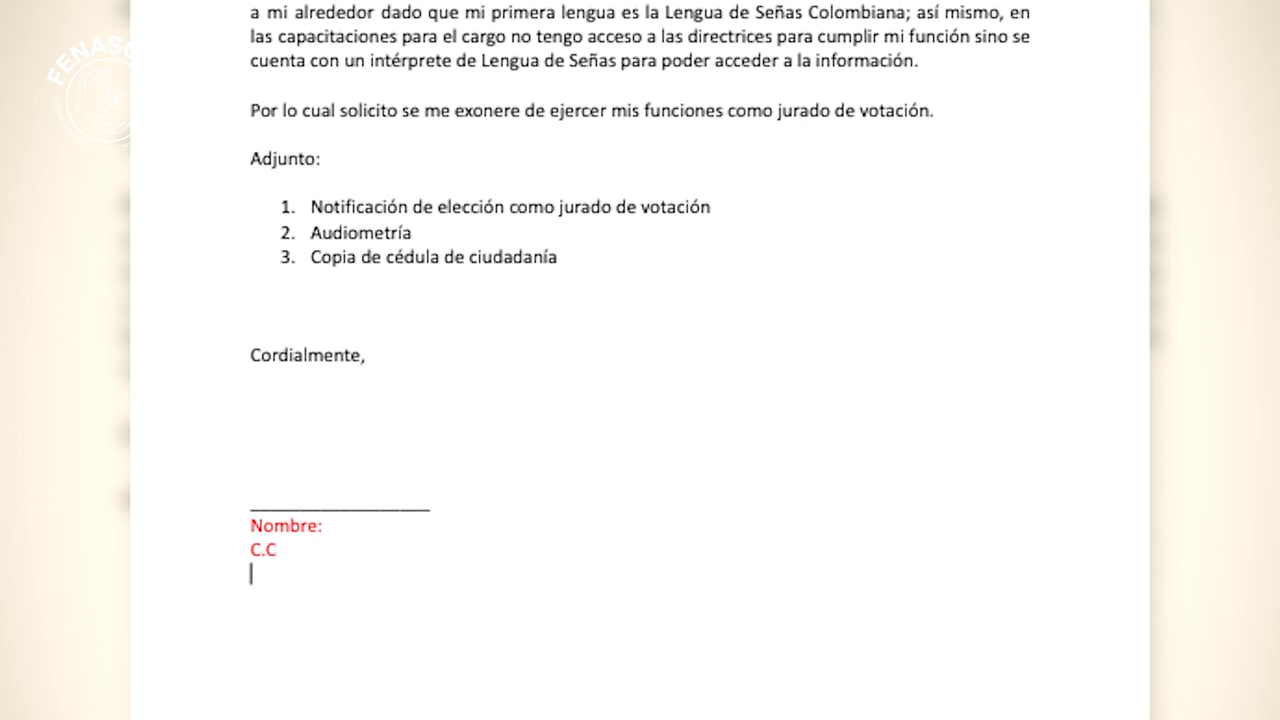 a mi alrededor dado que mi primera lengua es la Lengua de Señas Colombiana; así mismo, en
las capacitaciones para el cargo no tengo acceso a las directrices para cumplir mi función sino se
cuenta con un intérprete de Lengua de Señas para poder acceder a la información.
Por lo cual solicito se me exonere de ejercer mis funciones como jurado de votación.
Adjunto:
1. Notificación de elección como jurado de votación
2. Audiometría
3. Copia de cédula de ciudadanía
Cordialmente,
Nombre:
C.C